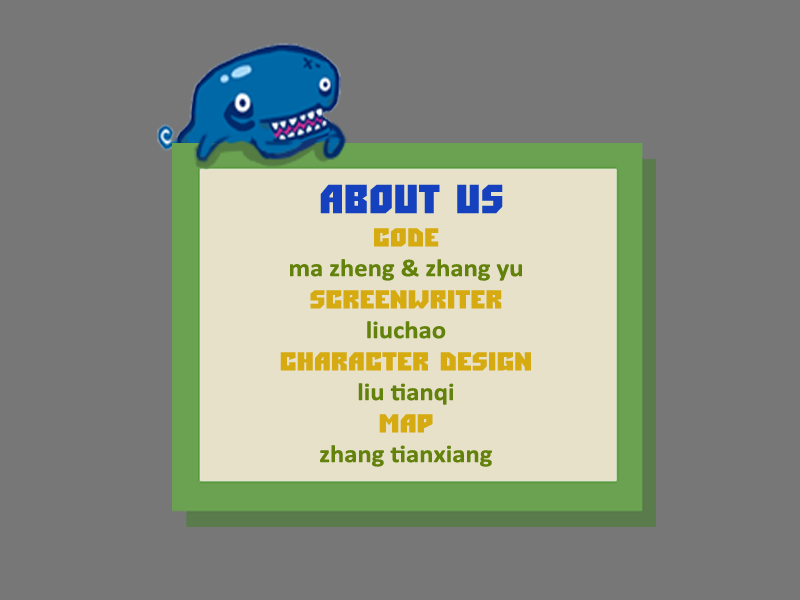 ABOUT US
CODE
ma zheng & zhang yu
SCREENWRITER
liuchao
CHARACTER DESIGN
liu tianqi
MAP
zhang tianxiang